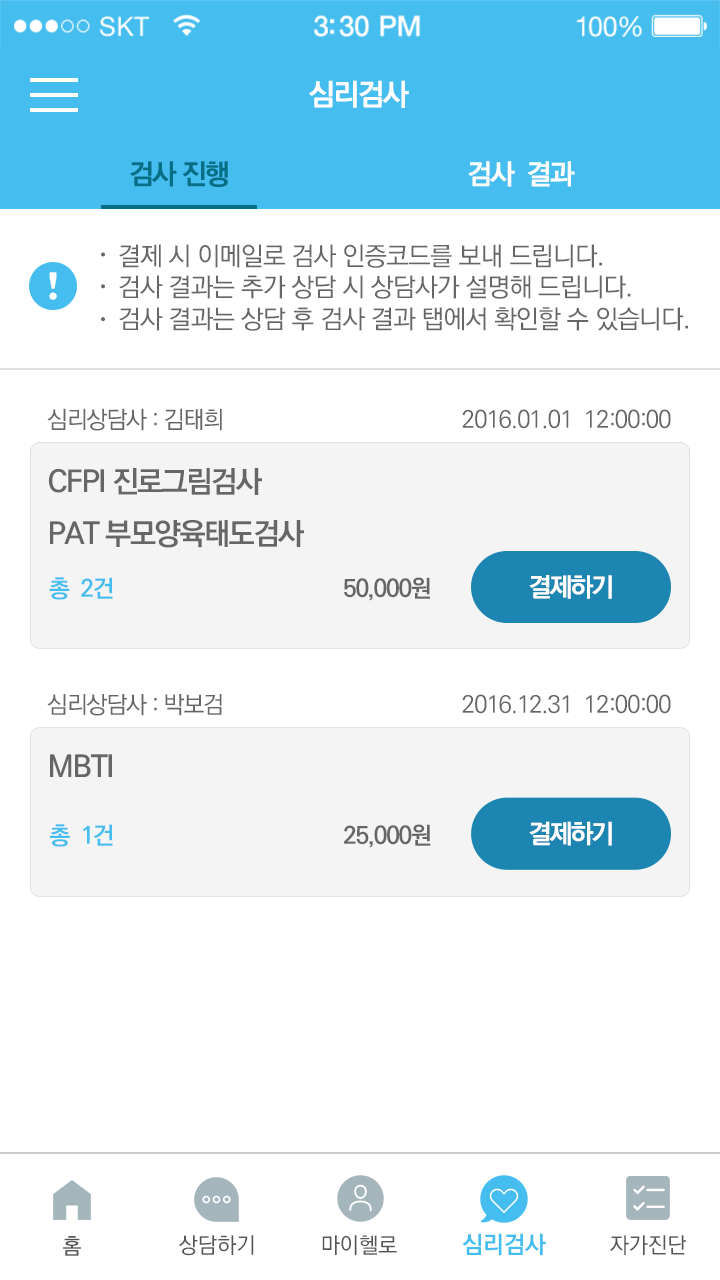 SKT 3:30 PM 100%
심리검사
검사 진행 검사 결과
· 결제 시 이메일로 검사 인증코드를 보내 드립니다.
· 검사 결과는 추가 상담 시 상담사가 설명해 드립니다.
· 검사 결과는 상담 후 검사 결과 탭에서 확인할 수 있습니다.
심리상담사 : 김태희 2016.01.01 12:00:00
CFPI 진로그림검사
PAT 부모양육태도검사
총 2건 50,000원 결제하기
심리상담사 : 박보검 2016.12.31 12:00:00
MBTI
총 1건 25,000원 결제하기
홈 상담하기 마이헬로 심리검사 자가진단